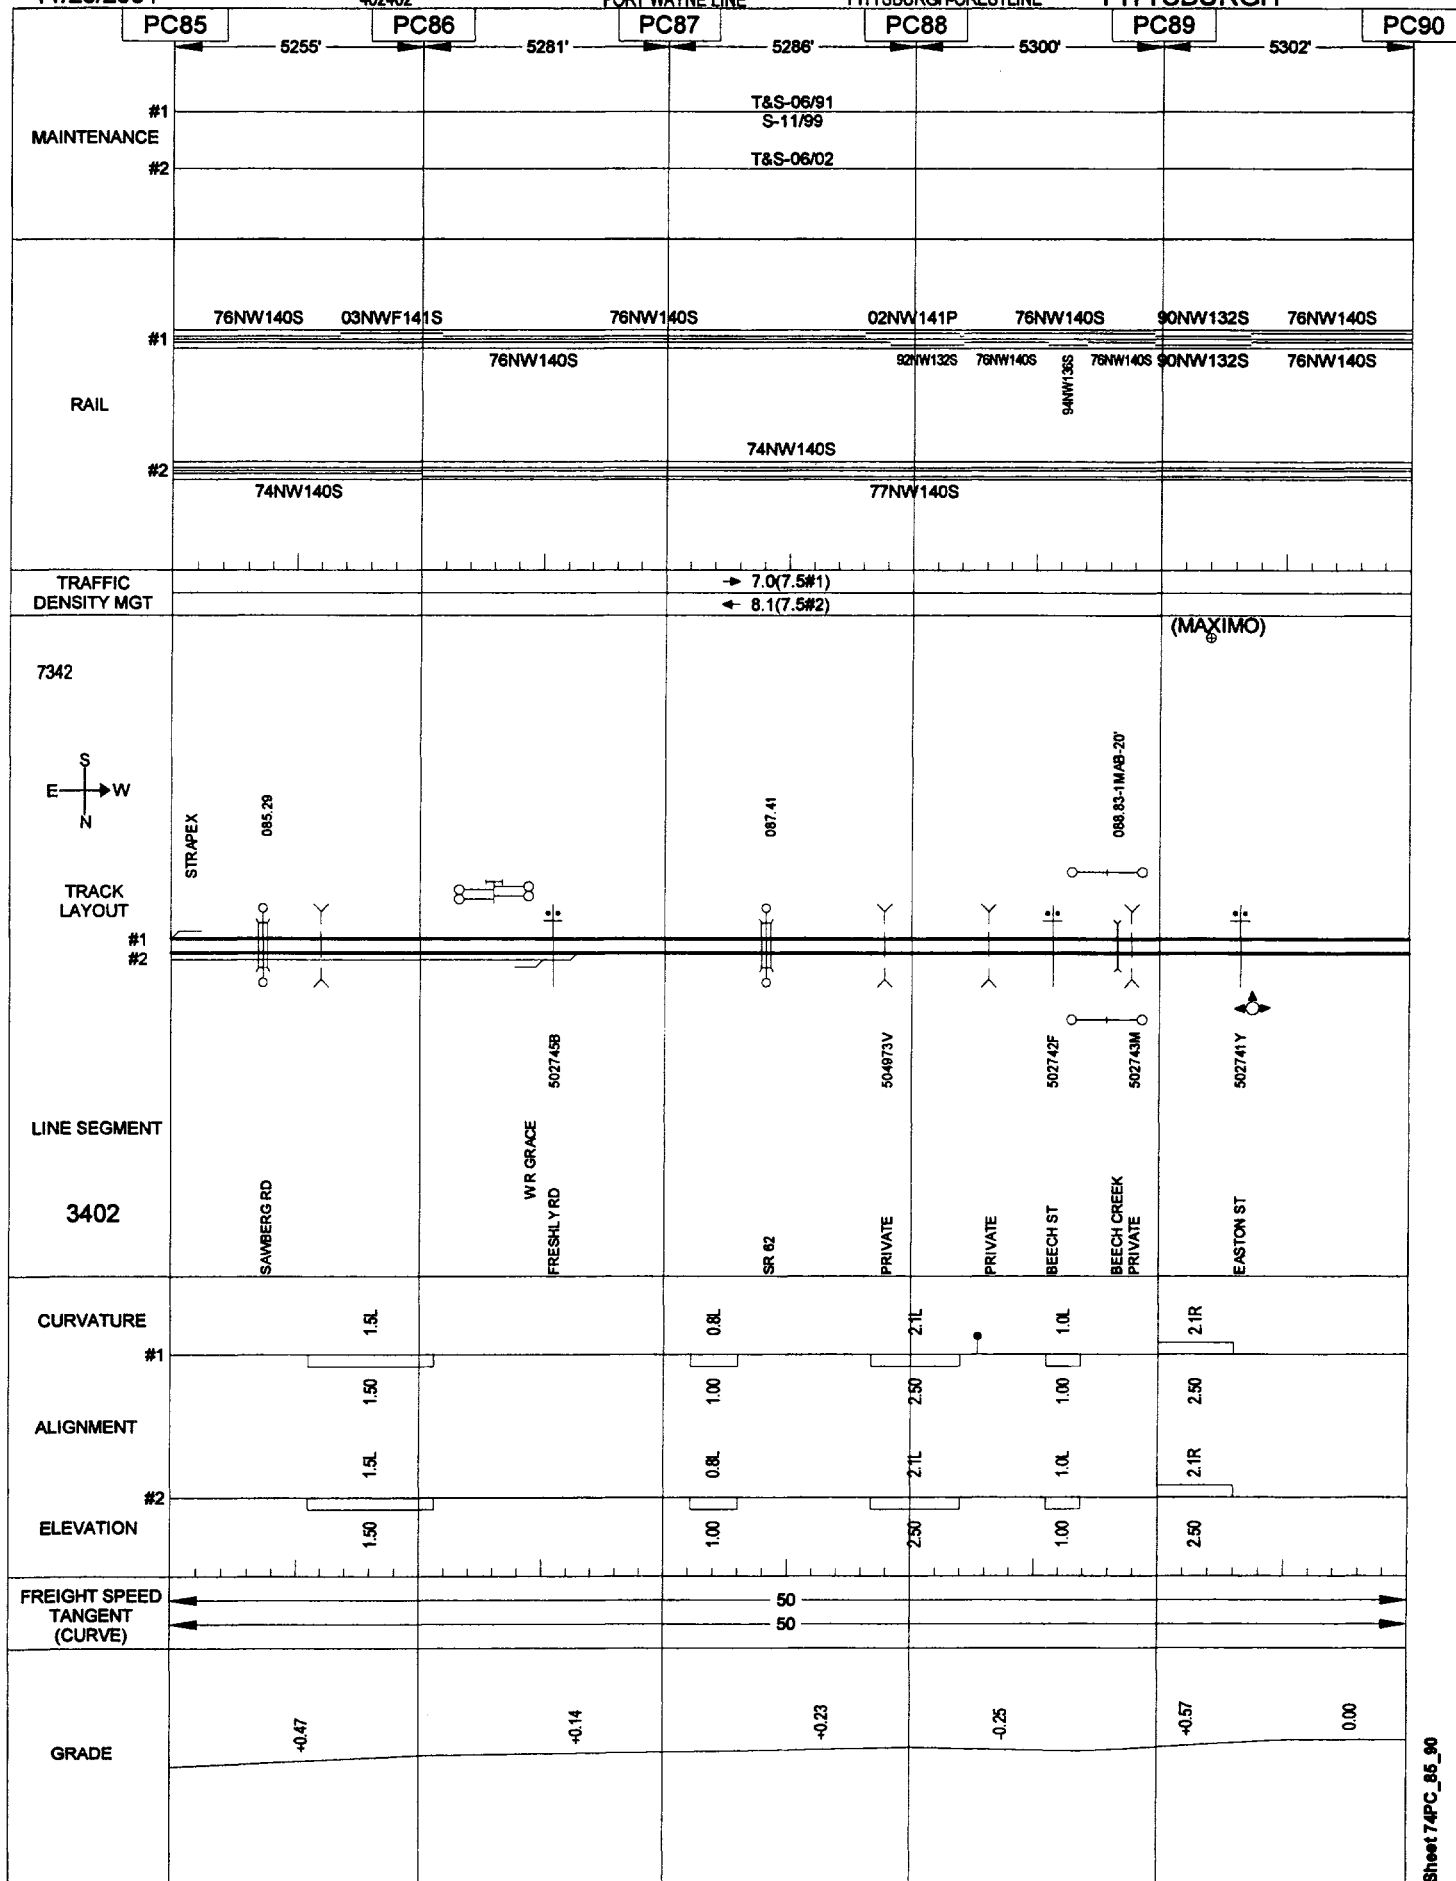 PORT WAYNE LINE
PITTSBURGH
PC85 PC86 PC87 PC88 PC89 PC90
5255' 5281' 5286' 5300' 5302'
#1 T&S-06/91
S-11/99
MAINTENANCE
#2 T&S-06/02
76NW140S 03NWF141S 76NW140S 02NW141P 76NW140S 90NW132S 76NW140S
#1
76NW140S 92NW132S 76NW140S 94NW136S 76NW140S 90NW132S 76NW140S
RAIL
74NW140S
#2
74NW140S 77NW140S
TRAFFIC
DENSITY MGT
7.0(7.5#1)
8.1(7.5#2)
(MAXIMO)
7342
S
E W
N
STRAPEX
085.29
087.41
088.83-1MAB-20'
TRACK
LAYOUT
#1
#2
502745B
504973V
502742F
502743M
502741Y
LINE SEGMENT
3402
SAWBERG RD
W R GRACE
FRESHLY RD
SR 62
PRIVATE
PRIVATE
BEECH ST
BEECH CREEK
PRIVATE
EASTON ST
CURVATURE
1.5L 0.8L 2.1L 1.0L 2.1R
#1
1.50 1.00 2.50 1.00 2.50
ALIGNMENT
1.5L 0.8L 2.1L 1.0L 2.1R
#2
ELEVATION
1.50 1.00 2.50 1.00 2.50
FREIGHT SPEED
TANGENT
(CURVE)
50
50
GRADE
+0.47 +0.14 +0.23 -0.25 +0.57 0.00
Sheet 74PC_85_90